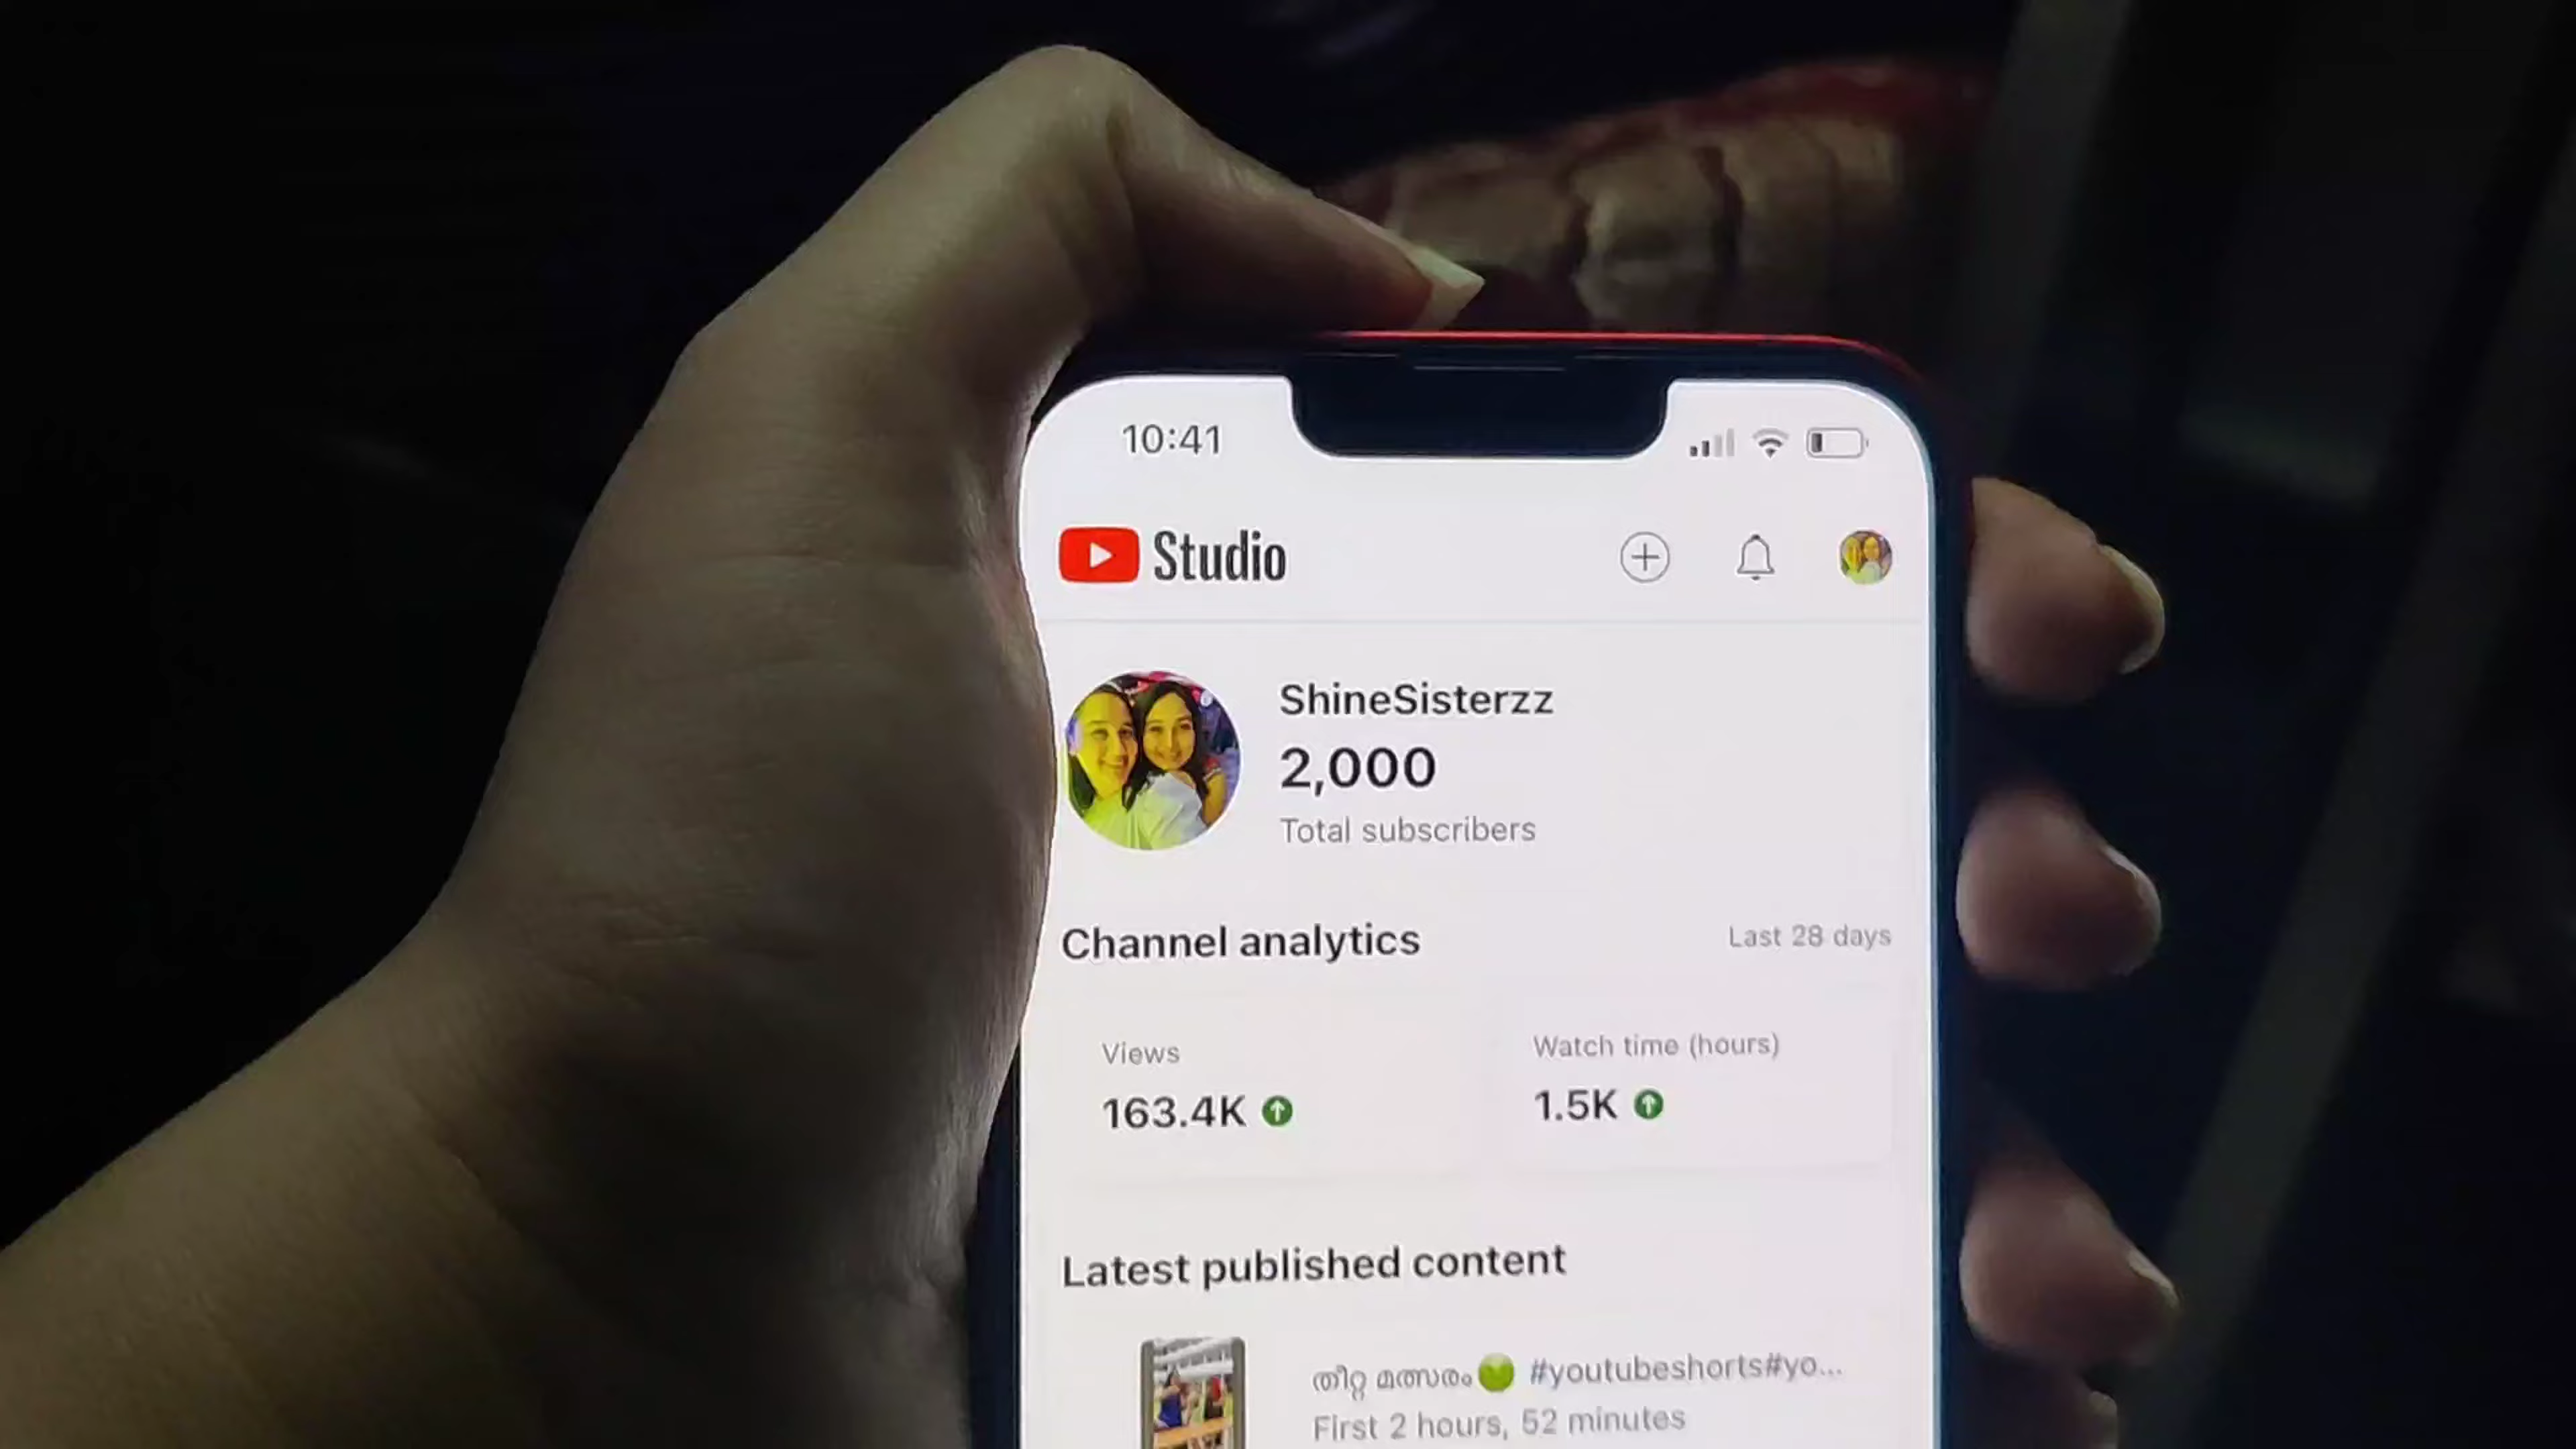 10:41
Studio
ShineSisterzz
2,000
Total subscribers
Channel analytics
Last 28 days
Views
Watch time (hours)
163.4K
1.5K
Latest published content
തീറ്റ മത്സരം🤢 #youtubeshorts#yo...
First 2 hours, 52 minutes